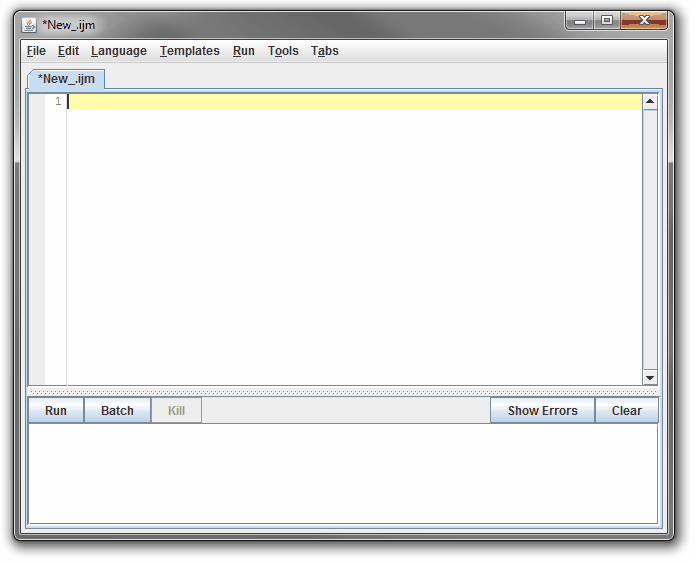 *New_.ijm
File Edit Language Templates Run Tools Tabs
*New_.ijm
1
Run Batch Kill Show Errors Clear